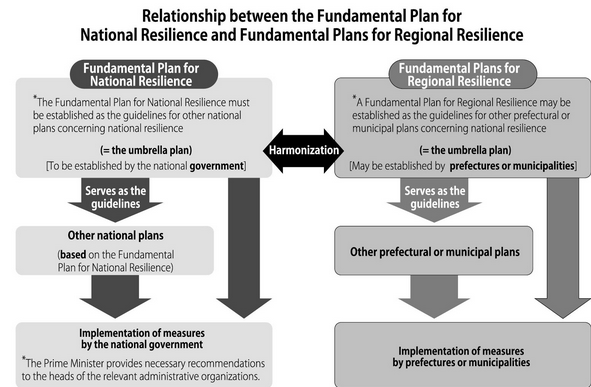 Relationship between the Fundamental Plan for
National Resilience and Fundamental Plans for Regional Resilience
Fundamental Plan for
National Resilience
*The Fundamental Plan for National Resilience must
be established as the guidelines for other national
plans concerning national resilience
(= the umbrella plan)
[To be established by the national government]
Harmonization
Fundamental Plans for
Regional Resilience
*A Fundamental Plan for Regional Resilience may be
established as the guidelines for other prefectural or
municipal plans concerning national resilience
(= the umbrella plan)
[May be established by prefectures or municipalities]
Serves as the
guidelines
Other national plans
(based on the Fundamental
Plan for National Resilience)
Serves as the
guidelines
Other prefectural or municipal plans
Implementation of measures
by the national government
*The Prime Minister provides necessary recommendations
to the heads of the relevant administrative organizations.
Implementation of measures
by prefectures or municipalities